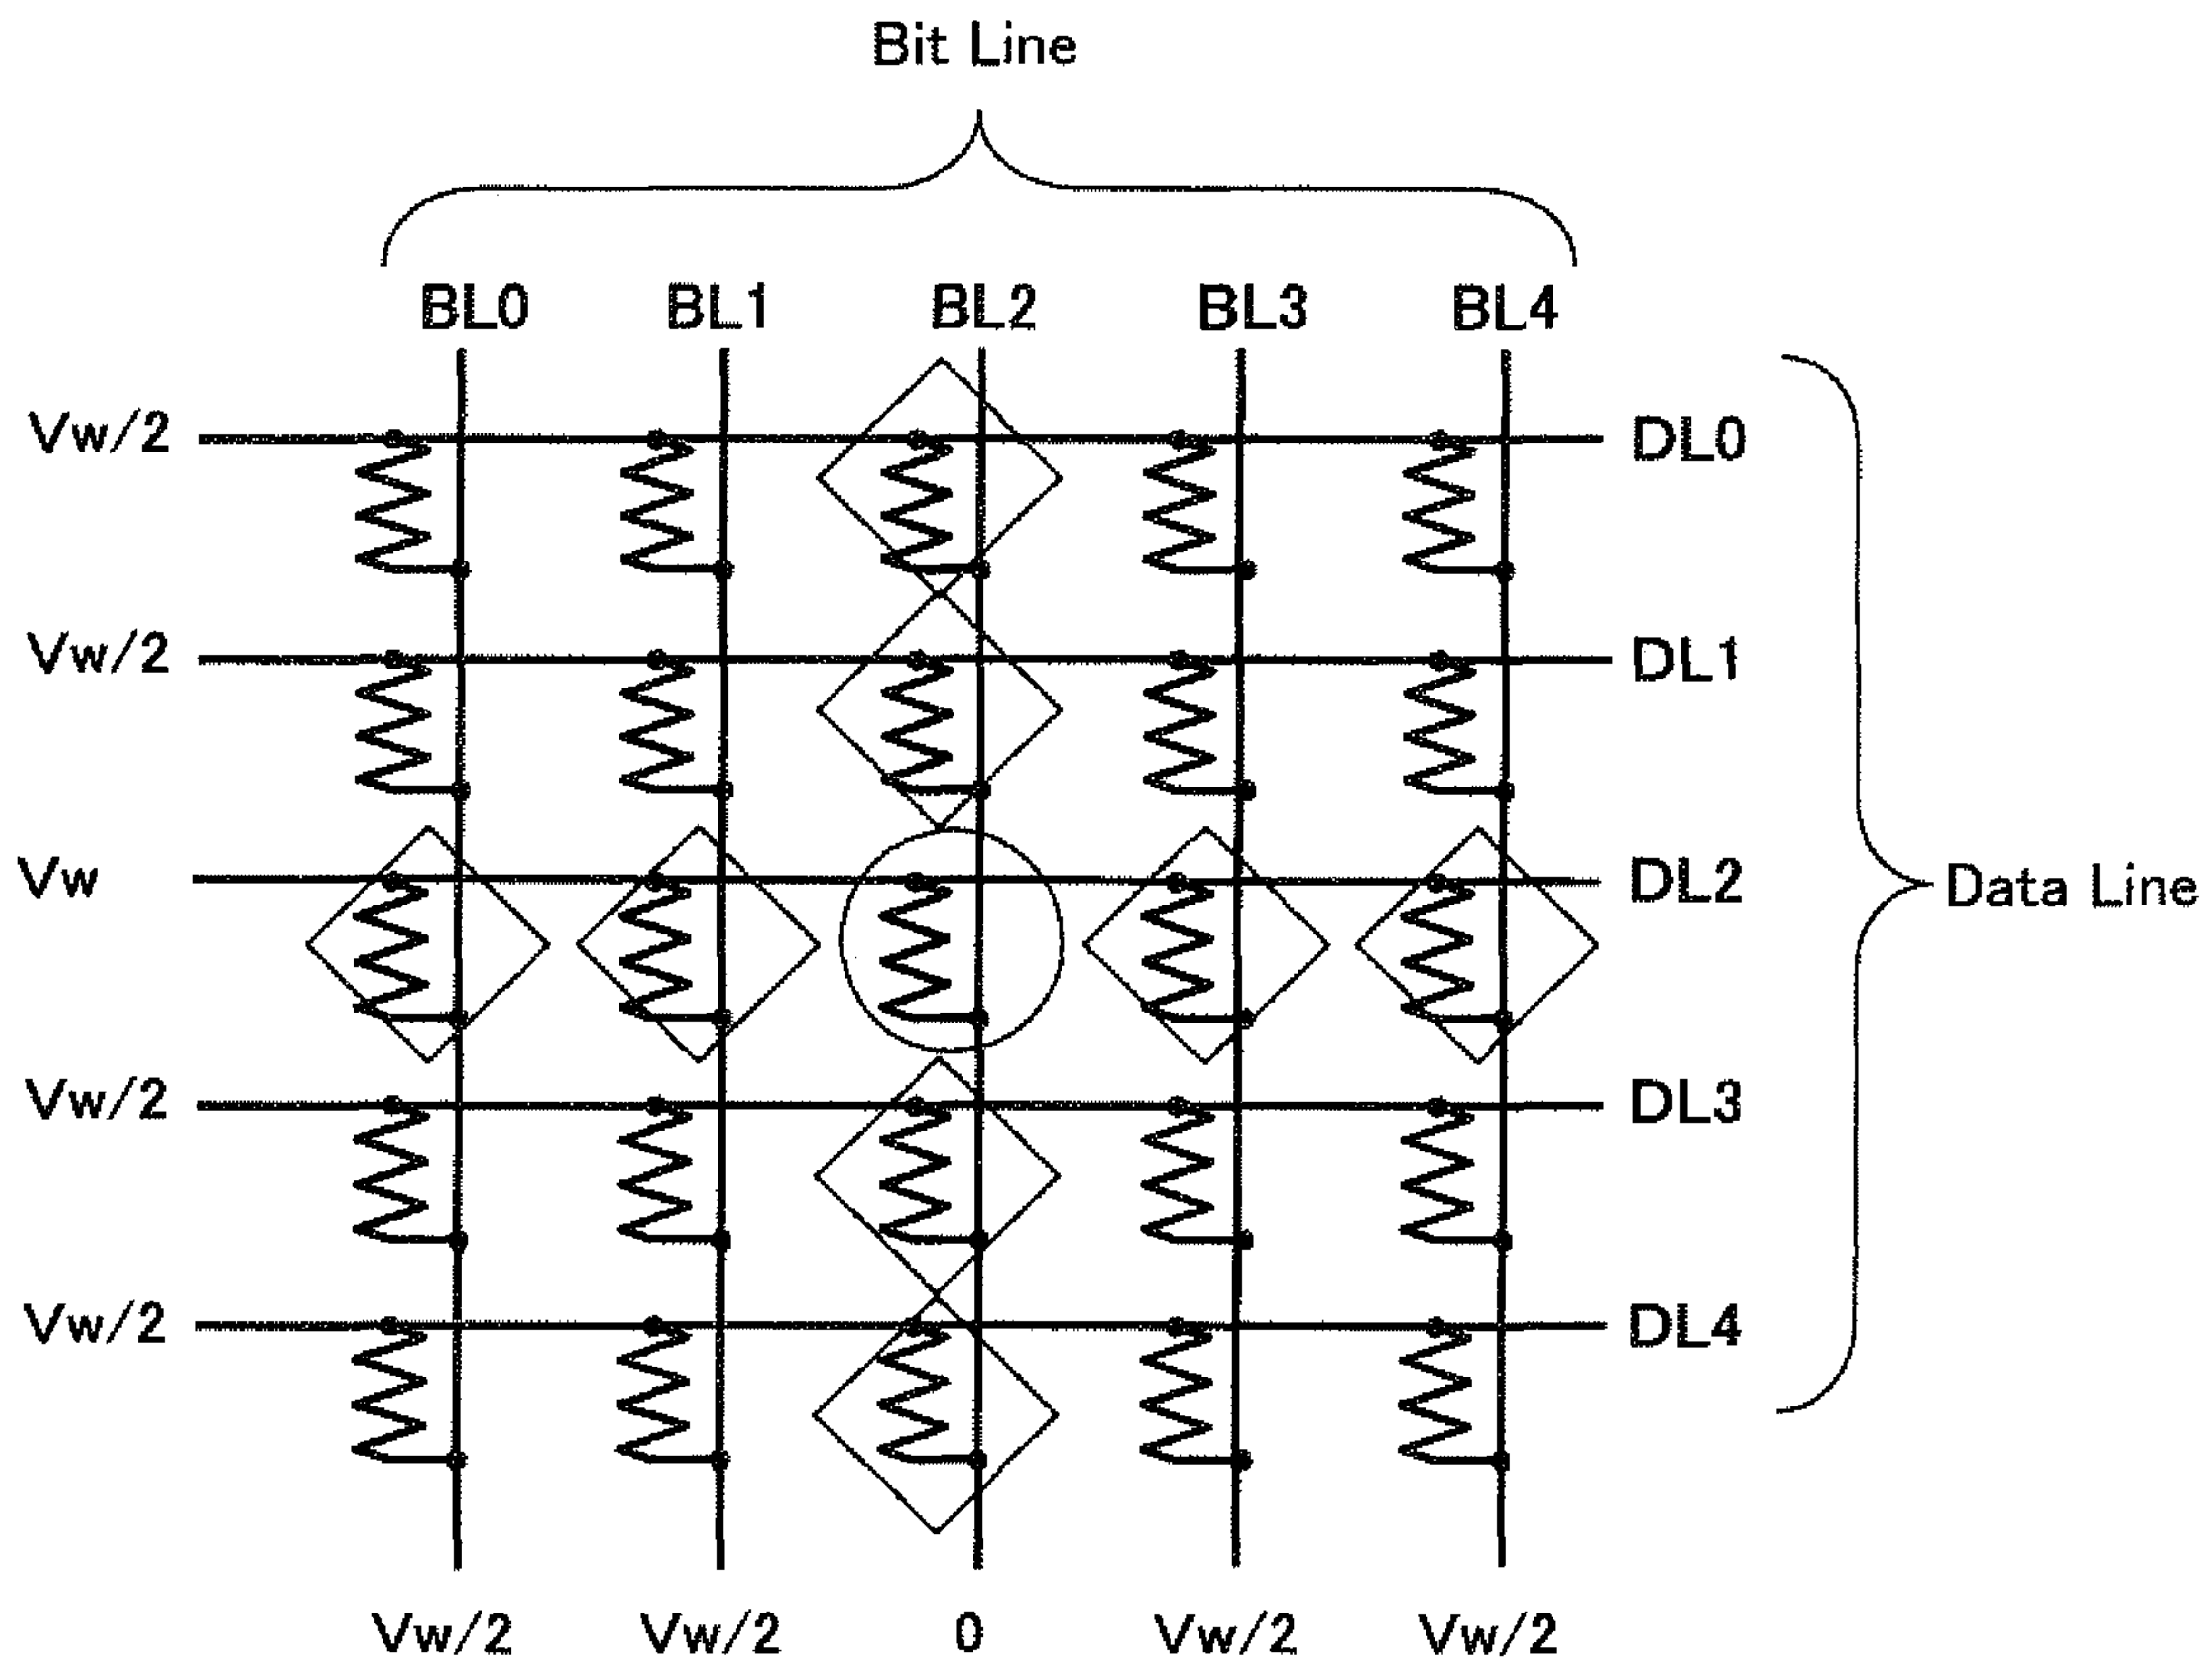 Bit Line
BL0 BL1 BL2 BL3 BL4
Vw/2 DL0
Vw/2 DL1
Vw DL2
Data Line
Vw/2 DL3
Vw/2 DL4
Vw/2 Vw/2 0 Vw/2 Vw/2